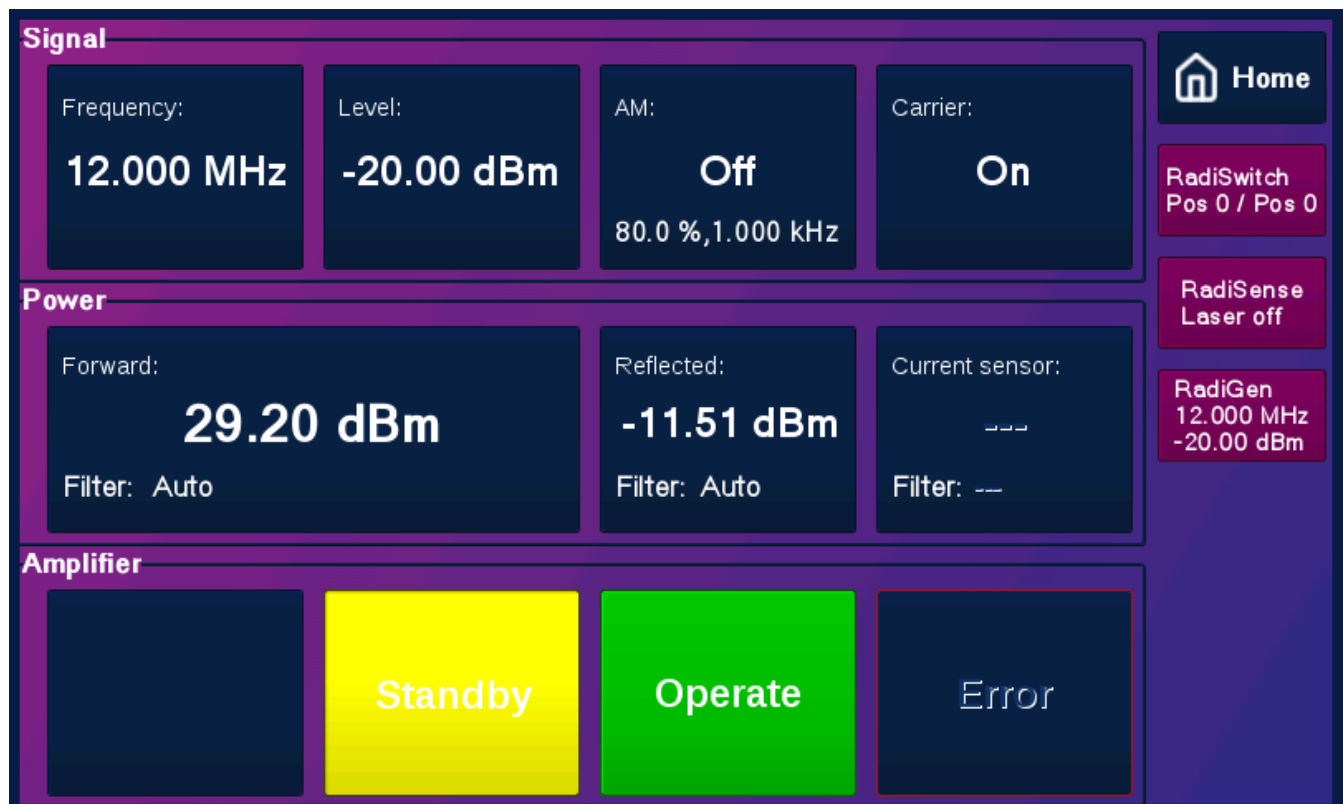 Signal
Frequency:
12.000 MHz
Level:
-20.00 dBm
AM:
Off
80.0 %,1.000 kHz
Carrier:
On
Home
RadiSwitch
Pos 0 / Pos 0
RadiSense
Laser off
RadiGen
12.000 MHz
-20.00 dBm
Power
Forward:
29.20 dBm
Filter: Auto
Reflected:
-11.51 dBm
Filter: Auto
Current sensor:
---
Filter: ---
Amplifier
Standby
Operate
Error